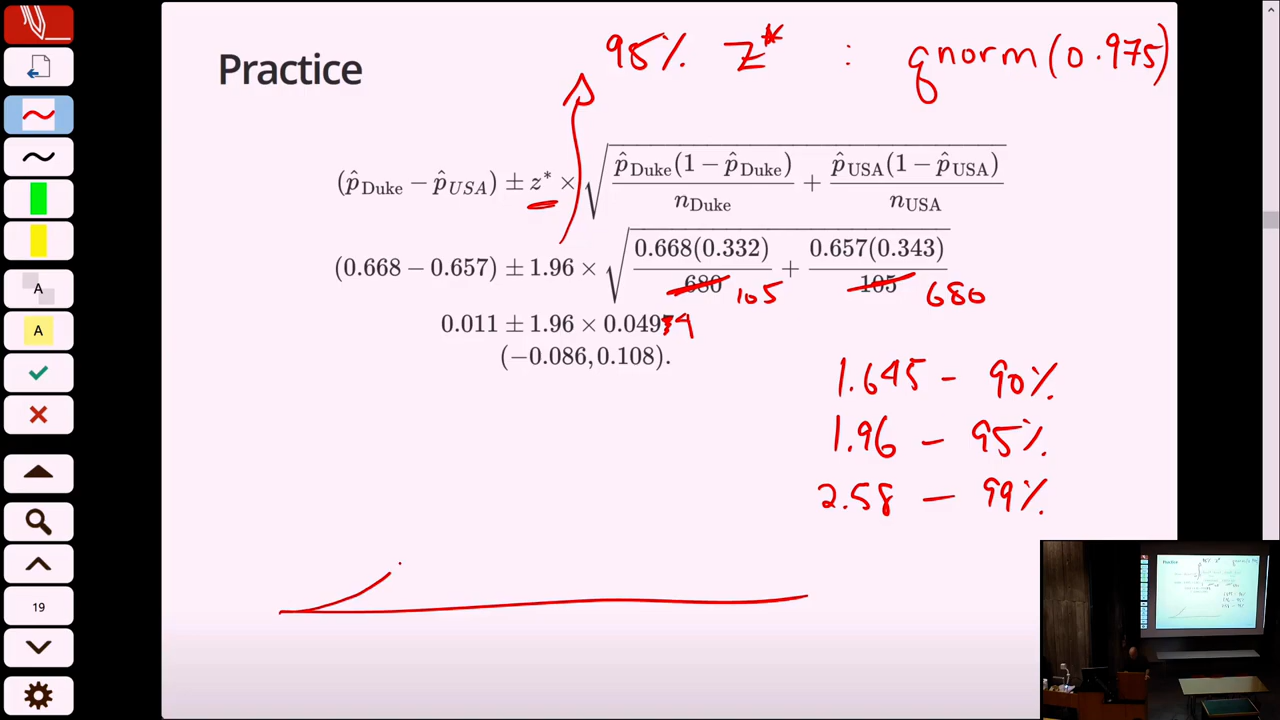 95% z* : qnorm(0.975)
Practice
(p̂Duke − p̂USA) ± z* × √( p̂Duke(1 − p̂Duke) / nDuke + p̂USA(1 − p̂USA) / nUSA )
(0.668 − 0.657) ± 1.96 × √( 0.668(0.332) / 680 105 + 0.657(0.343) / 105 680 )
0.011 ± 1.96 × 0.0497 4
(−0.086, 0.108).
1.645 - 90%
1.96 - 95%
2.58 - 99%
A
A
19